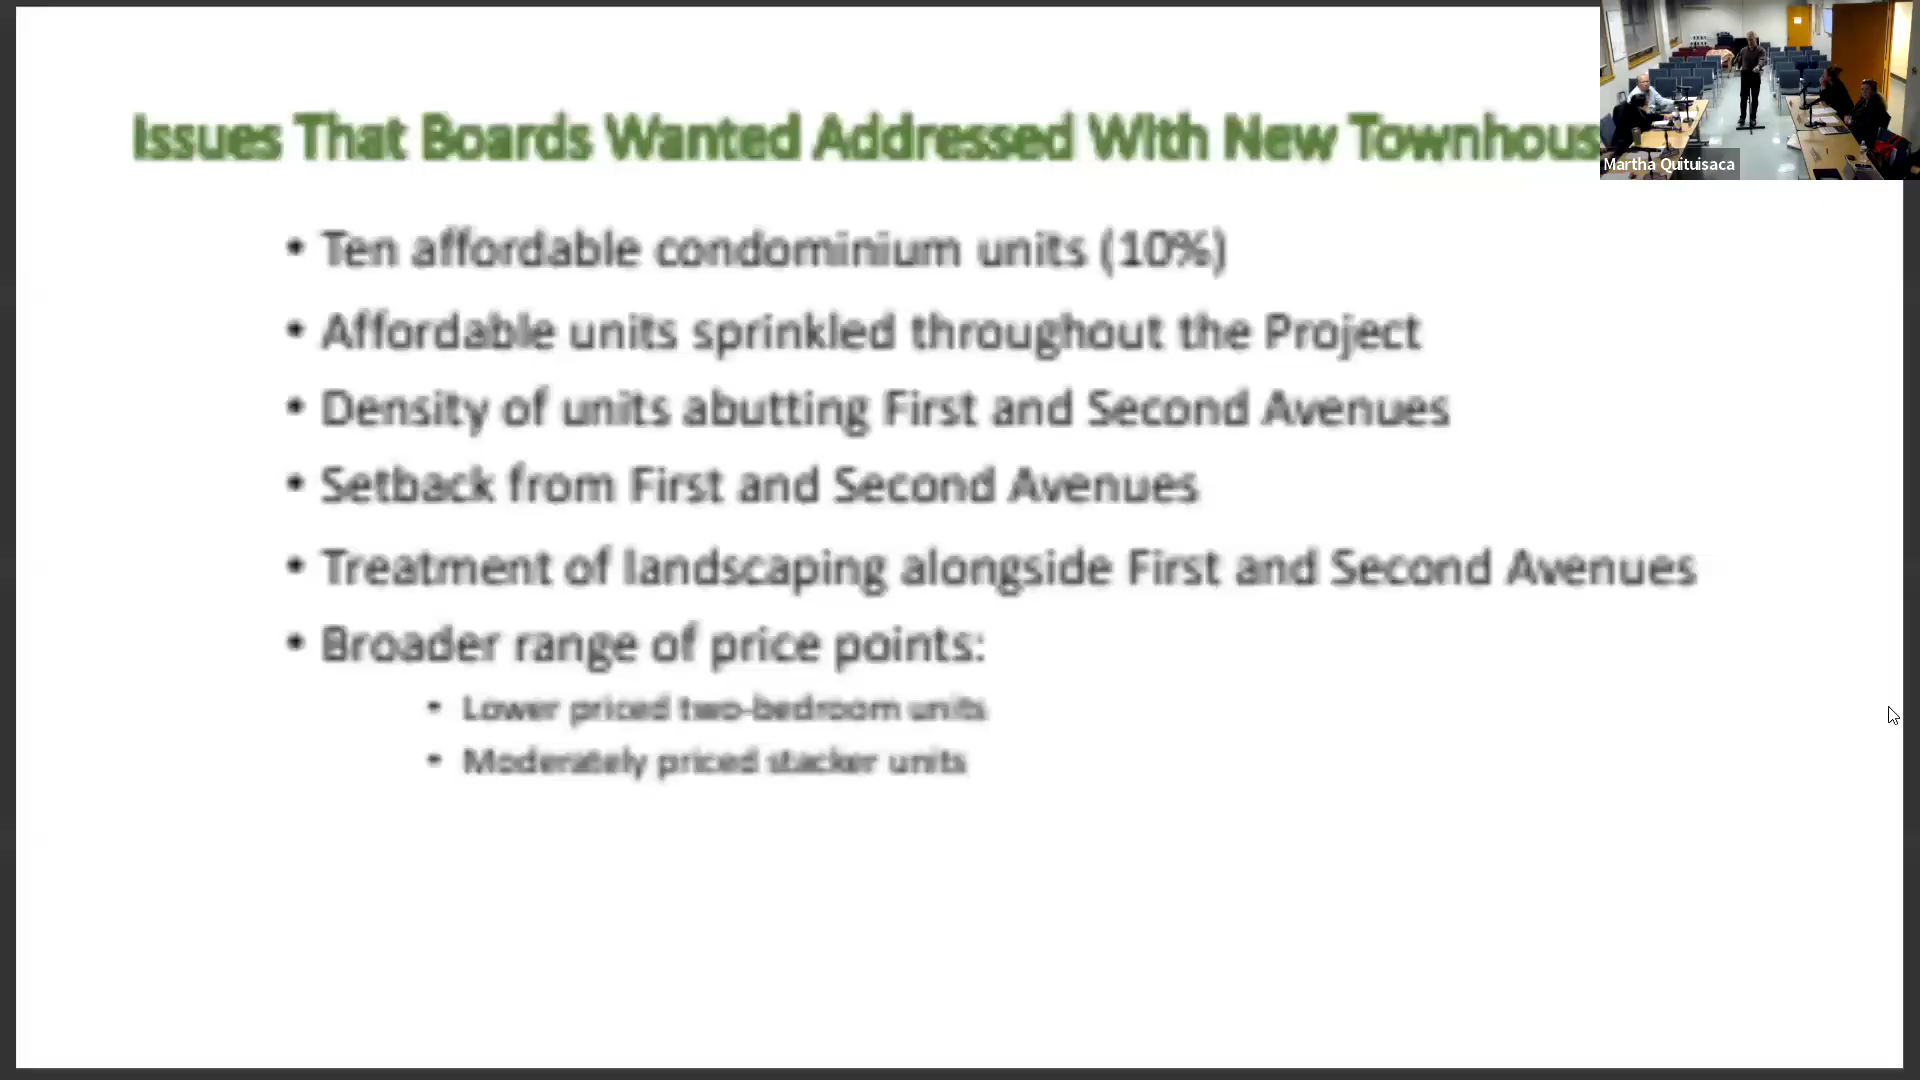 Issues That Boards Wanted Addressed With New Townhous
Martha Quituisaca
• Ten affordable condominium units (10%)
• Affordable units sprinkled throughout the Project
• Density of units abutting First and Second Avenues
• Setback from First and Second Avenues
• Treatment of landscaping alongside First and Second Avenues
• Broader range of price points:
• Lower priced two-bedroom units
• Moderately priced stacker units